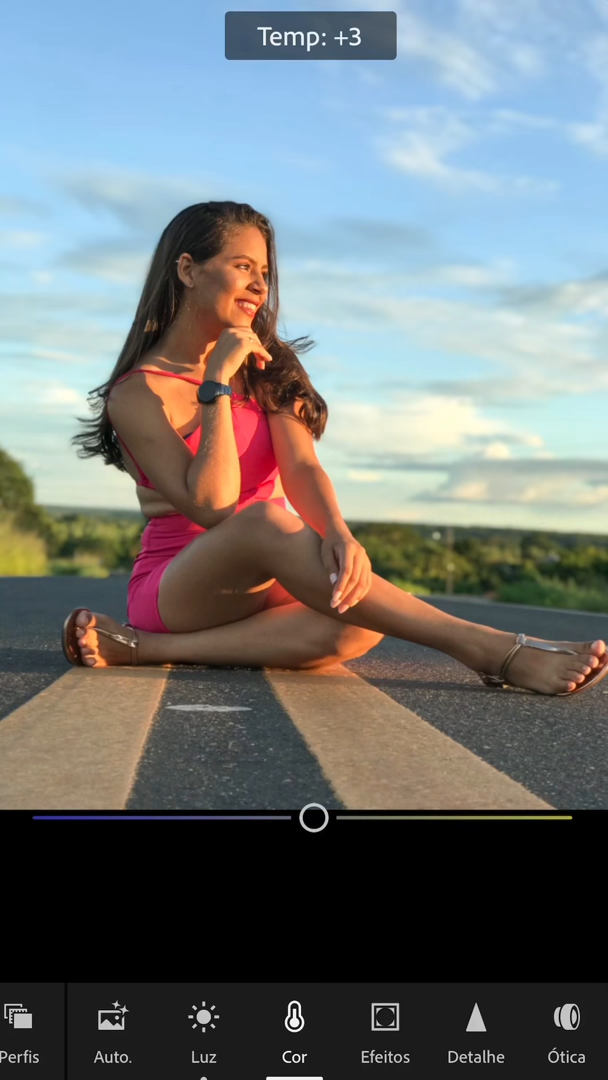 Temp: +3
Perfis
Auto.
Luz
Cor
Efeitos
Detalhe
Ótica